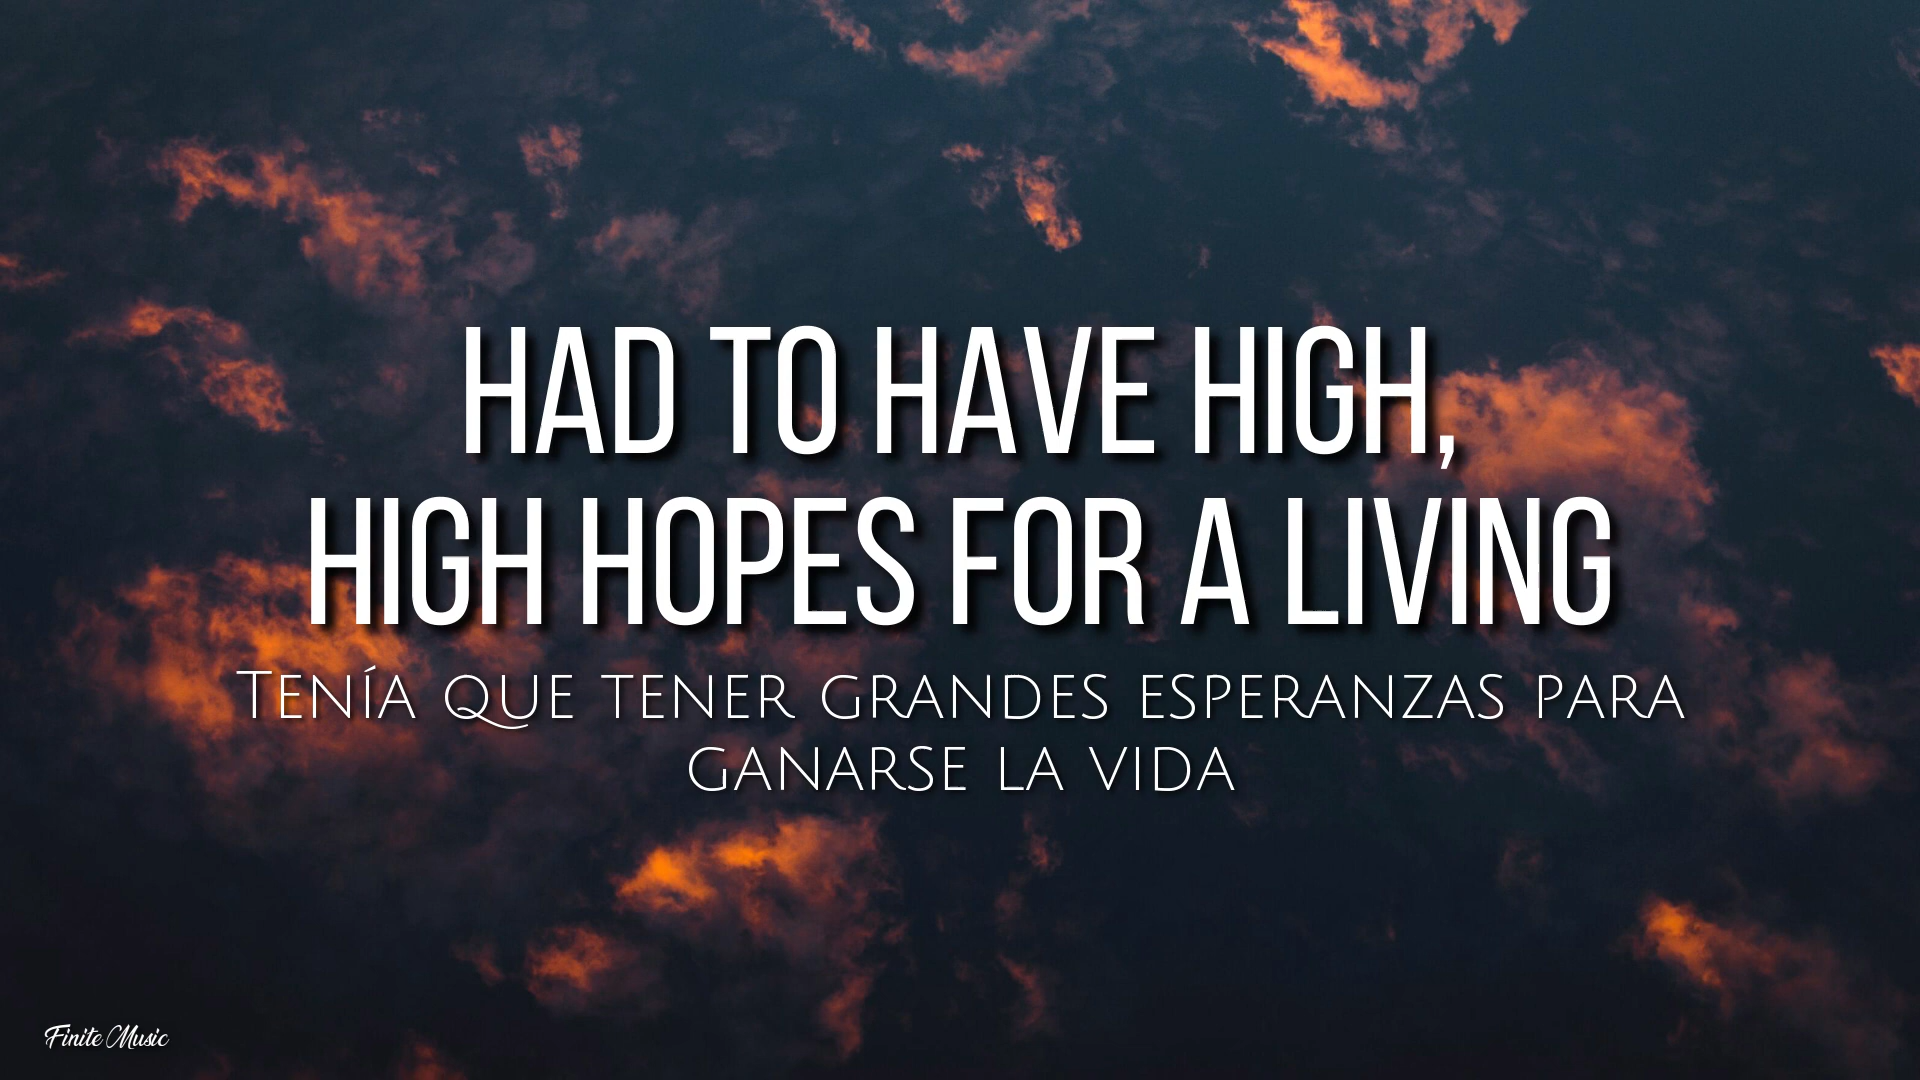 HAD TO HAVE HIGH,
HIGH HOPES FOR A LIVING
Tenía que tener grandes esperanzas para
ganarse la vida
Finite Music